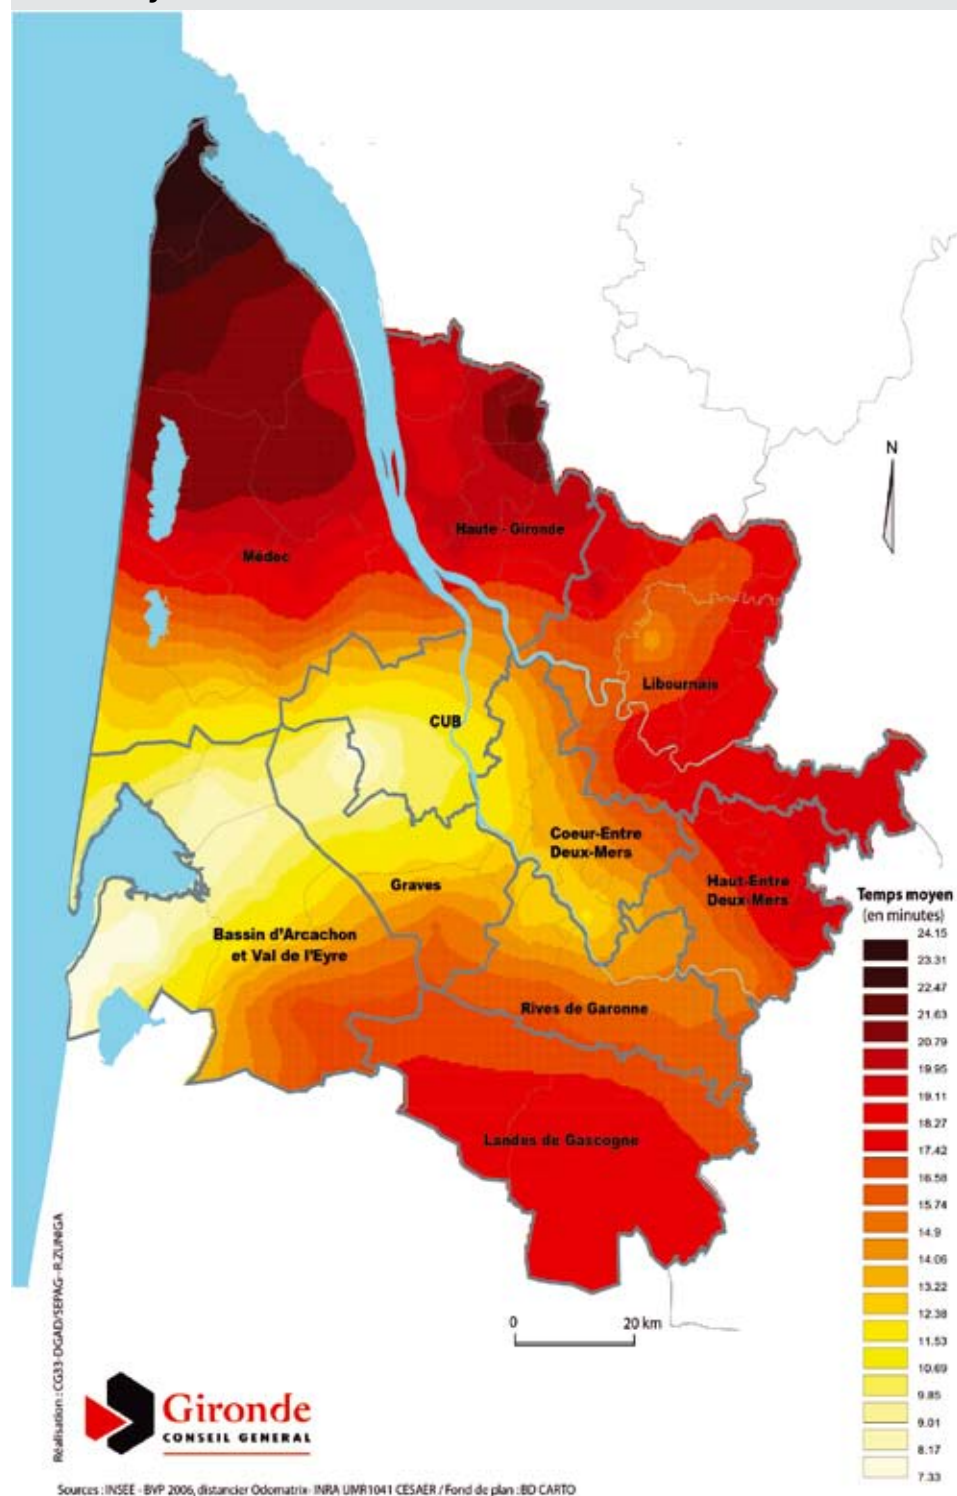 N
Haute - Gironde
Médoc
Libournais
CUB
Coeur-Entre
Deux-Mers
Haut-Entre
Deux-Mers
Graves
Bassin d'Arcachon
et Val de l'Eyre
Rives de Garonne
Landes de Gascogne
Temps moyen
(en minutes)
24.15
23.31
22.47
21.63
20.79
19.95
19.11
18.27
17.42
16.58
15.74
14.9
14.06
13.22
12.38
11.53
10.69
9.85
9.01
8.17
7.33
0 20 km
Réalisation : CG33-DGAD/SEPAG--R.ZUNIGA
Gironde
CONSEIL GENERAL
Sources : INSEE - BVP 2006, distancier Odomatrix- INRA UMR1041 CESAER / Fond de plan : BD CARTO